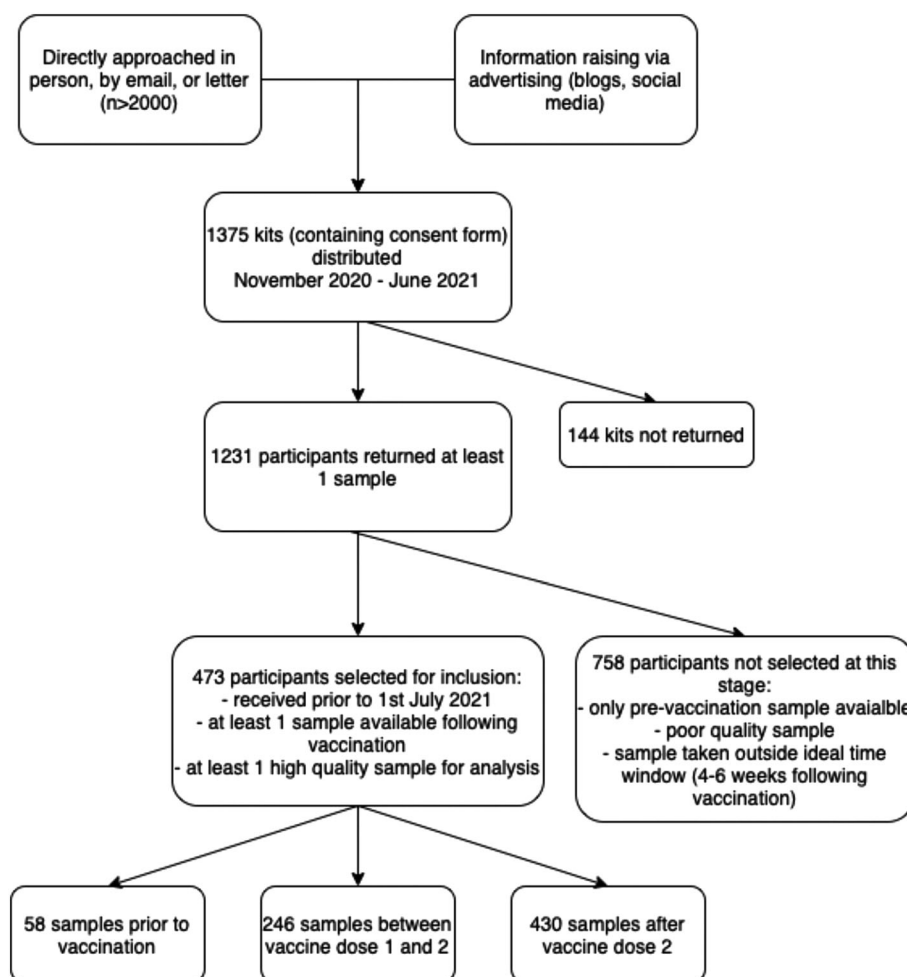 Directly approached in
person, by email, or letter
(n>2000)
Information raising via
advertising (blogs, social
media)
1375 kits (containing consent form)
distributed
November 2020 - June 2021
1231 participants returned at least
1 sample
144 kits not returned
473 participants selected for inclusion:
- received prior to 1st July 2021
- at least 1 sample available following
vaccination
- at least 1 high quality sample for analysis
758 participants not selected at this
stage:
- only pre-vaccination sample avaialble
- poor quality sample
- sample taken outside ideal time
window (4-6 weeks following
vaccination)
58 samples prior to
vaccination
246 samples between
vaccine dose 1 and 2
430 samples after
vaccine dose 2